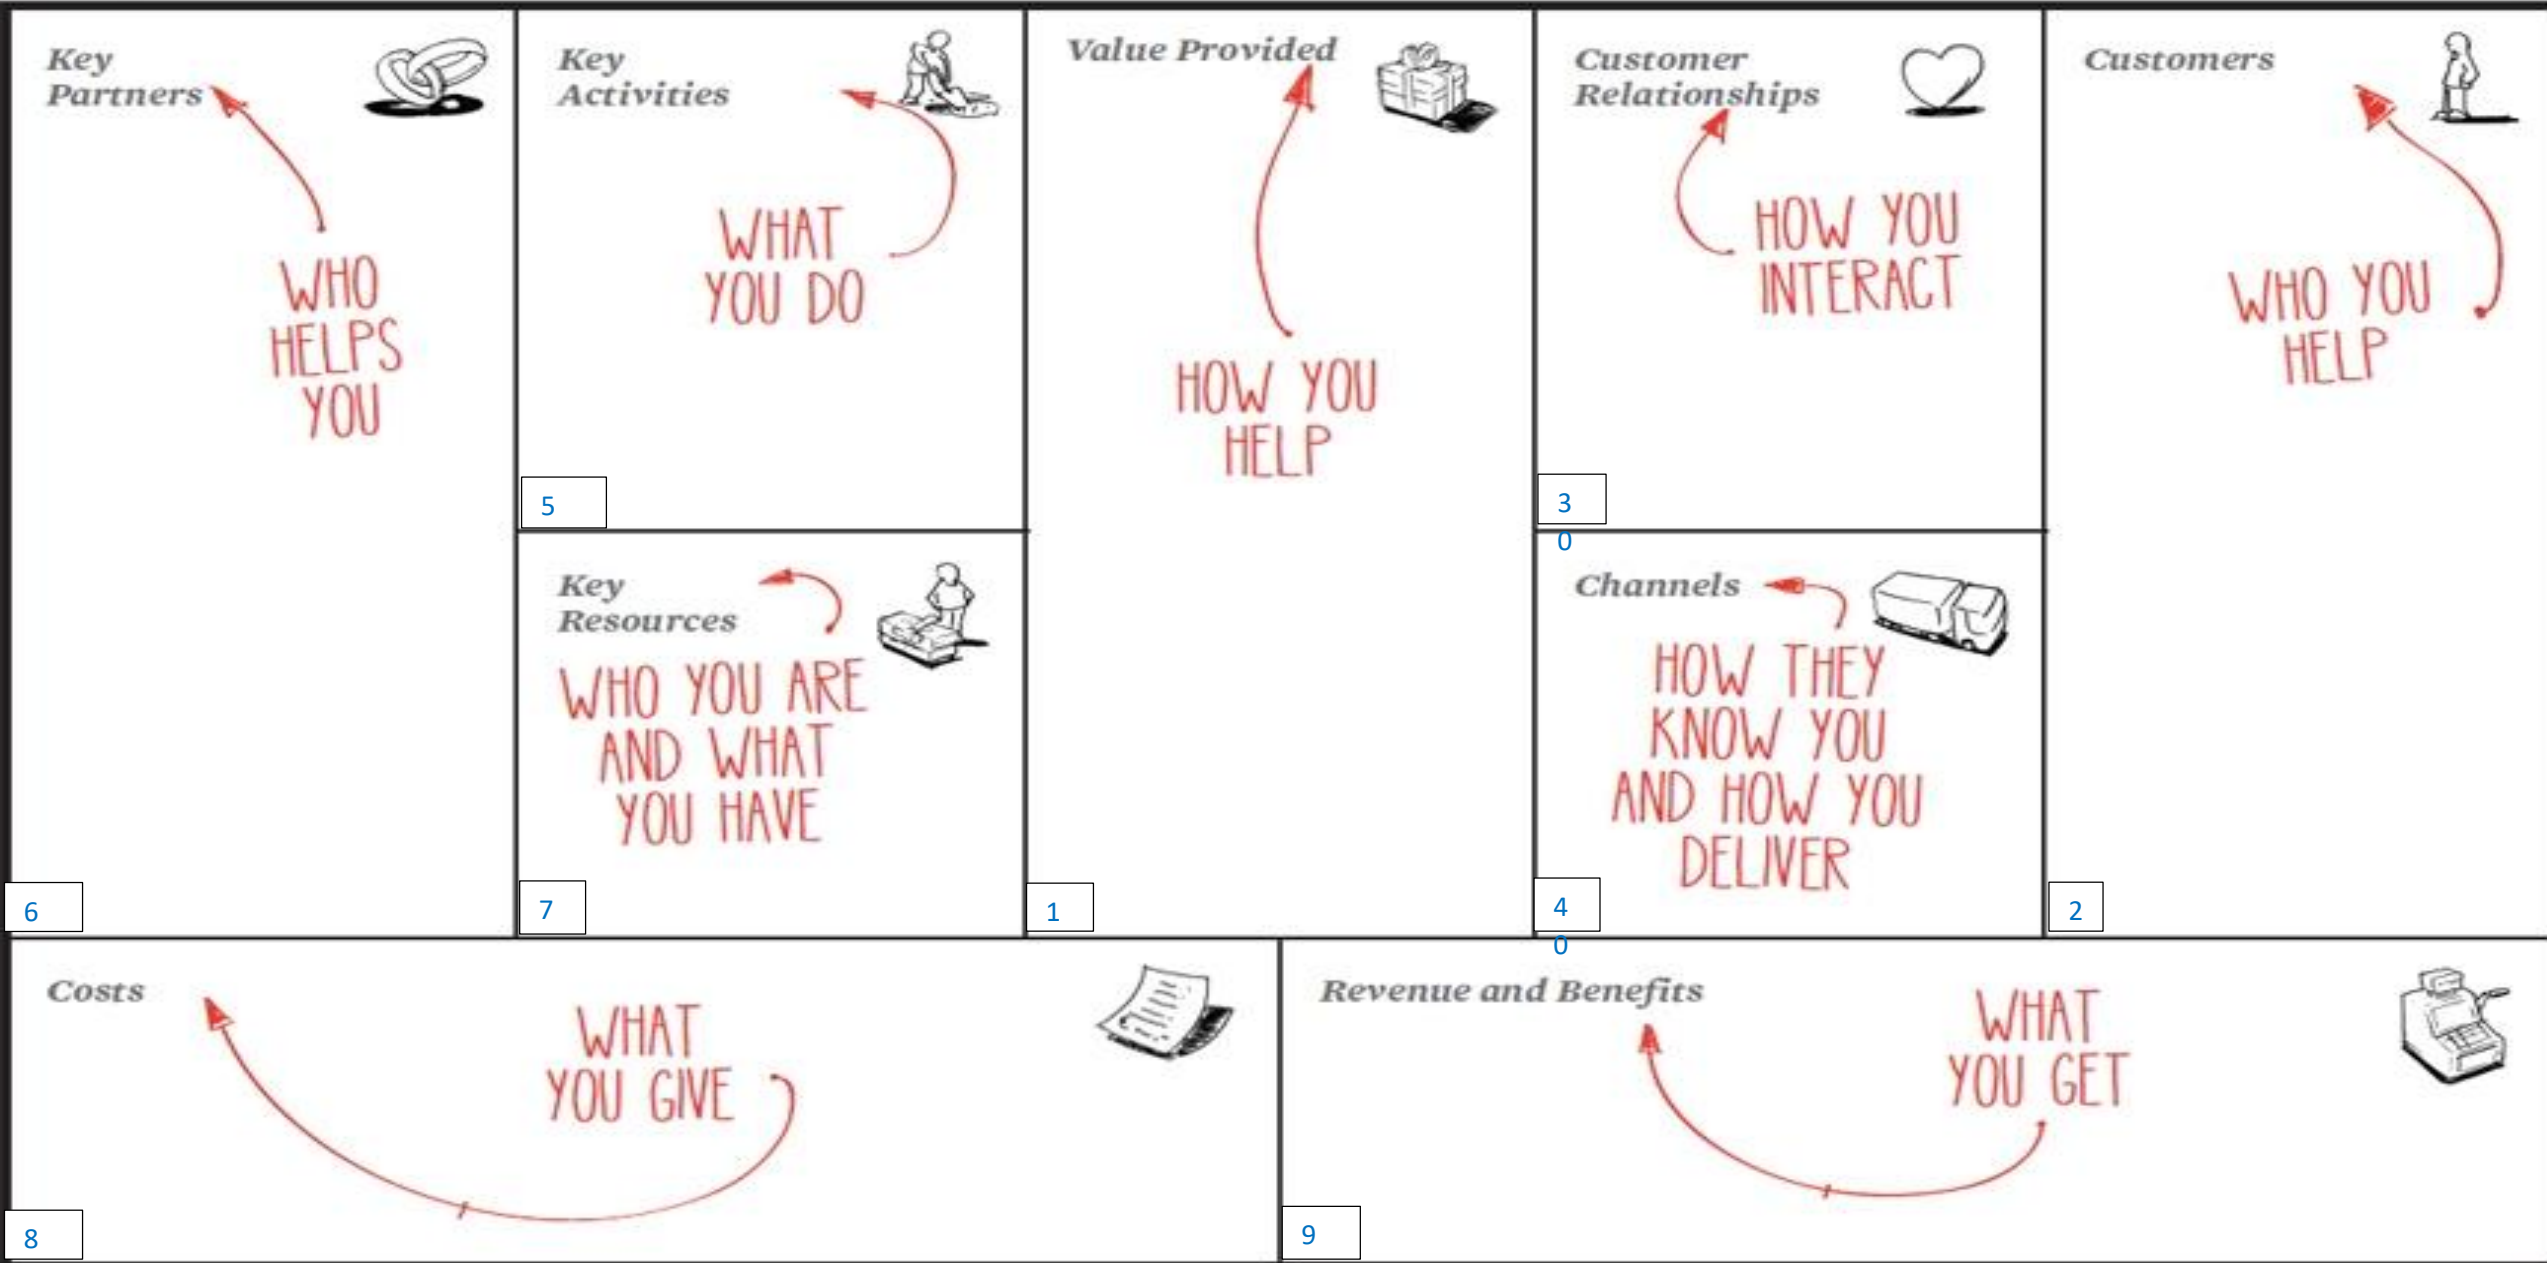 Key
Partners
WHO
HELPS
YOU
6
Key
Activities
WHAT
YOU DO
5
Key
Resources
WHO YOU ARE
AND WHAT
YOU HAVE
7
Value Provided
HOW YOU
HELP
1
Customer
Relationships
HOW YOU
INTERACT
3
0
Channels
HOW THEY
KNOW YOU
AND HOW YOU
DELIVER
4
0
Customers
WHO YOU
HELP
2
Costs
WHAT
YOU GIVE
8
Revenue and Benefits
WHAT
YOU GET
9